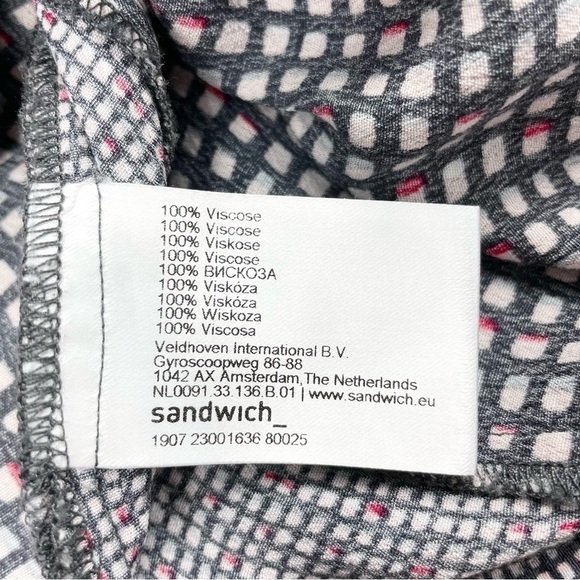 100% Viscose
100% Viscose
100% Viskose
100% Viscose
100% ВИСКОЗА
100% Viskóza
100% Viskóza
100% Wiskoza
100% Viscosa
Veldhoven International B.V.
Gyroscoopweg 86-88
1042 AX Amsterdam,The Netherlands
NL0091.33.136.B.01 | www.sandwich.eu
sandwich_
1907 23001636 80025